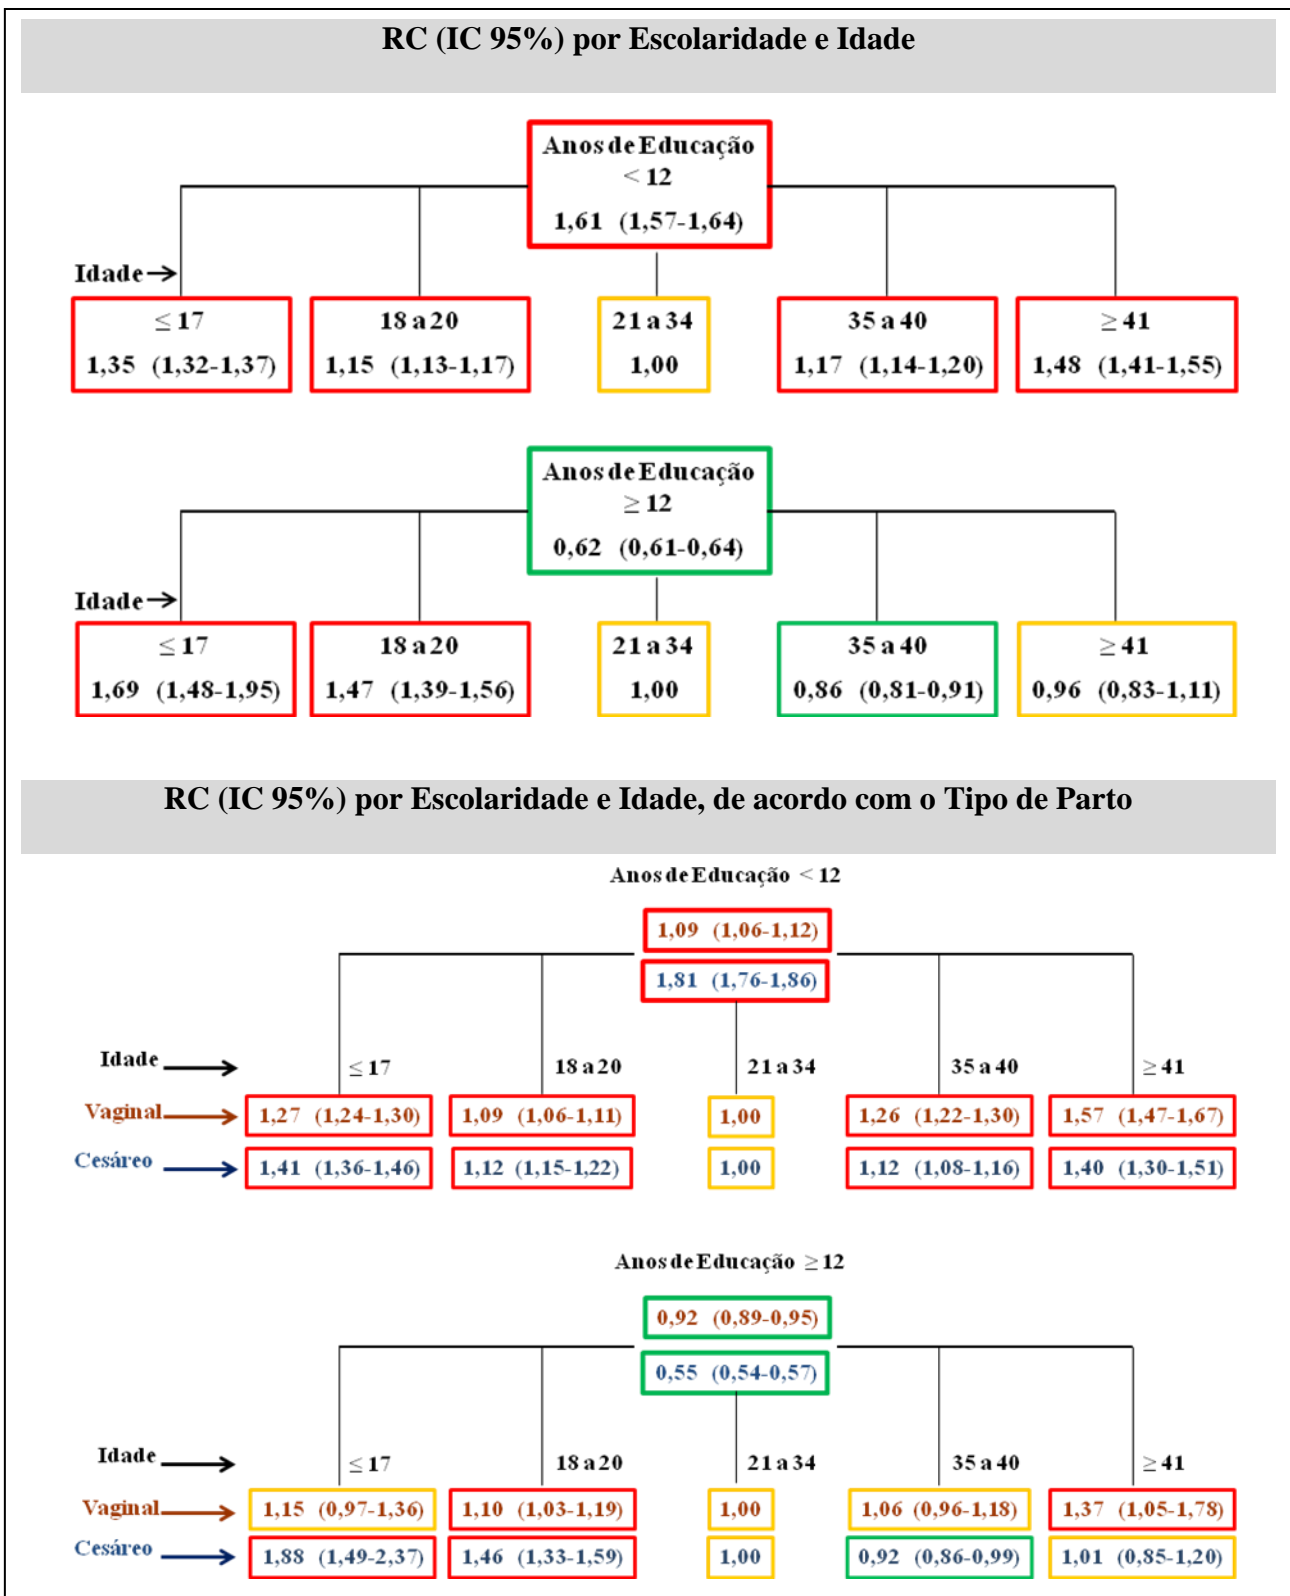 RC (IC 95%) por Escolaridade e Idade
Anos de Educação
< 12
1,61 (1,57-1,64)
Idade→
≤ 17
18 a 20
21 a 34
35 a 40
≥ 41
1,35 (1,32-1,37)
1,15 (1,13-1,17)
1,00
1,17 (1,14-1,20)
1,48 (1,41-1,55)
Anos de Educação
≥ 12
0,62 (0,61-0,64)
Idade→
≤ 17
18 a 20
21 a 34
35 a 40
≥ 41
1,69 (1,48-1,95)
1,47 (1,39-1,56)
1,00
0,86 (0,81-0,91)
0,96 (0,83-1,11)
RC (IC 95%) por Escolaridade e Idade, de acordo com o Tipo de Parto
Anos de Educação < 12
1,09 (1,06-1,12)
1,81 (1,76-1,86)
Idade
≤ 17
18 a 20
21 a 34
35 a 40
≥ 41
Vaginal
1,27 (1,24-1,30)
1,09 (1,06-1,11)
1,00
1,26 (1,22-1,30)
1,57 (1,47-1,67)
Cesáreo
1,41 (1,36-1,46)
1,12 (1,15-1,22)
1,00
1,12 (1,08-1,16)
1,40 (1,30-1,51)
Anos de Educação ≥ 12
0,92 (0,89-0,95)
0,55 (0,54-0,57)
Idade
≤ 17
18 a 20
21 a 34
35 a 40
≥ 41
Vaginal
1,15 (0,97-1,36)
1,10 (1,03-1,19)
1,00
1,06 (0,96-1,18)
1,37 (1,05-1,78)
Cesáreo
1,88 (1,49-2,37)
1,46 (1,33-1,59)
1,00
0,92 (0,86-0,99)
1,01 (0,85-1,20)